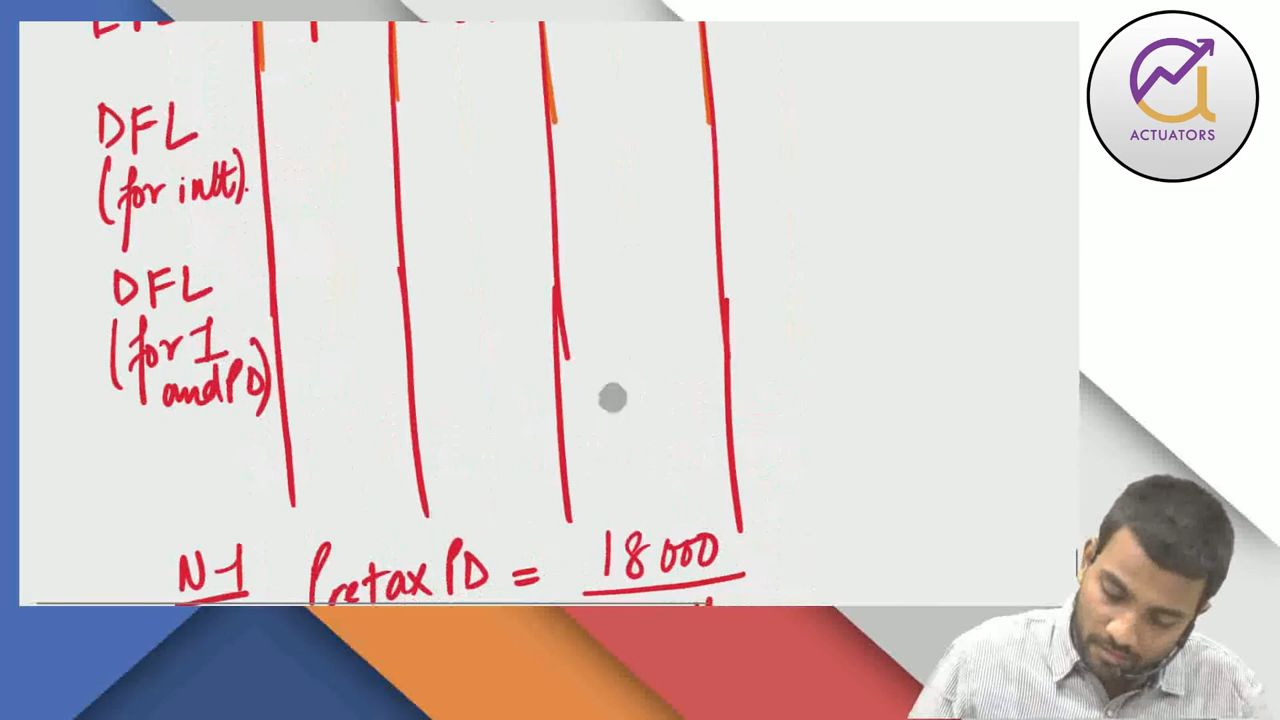 DFL
(for intt).
DFL
(for I
and PD)
N-1 Pretax PD = 18000
ACTUATORS